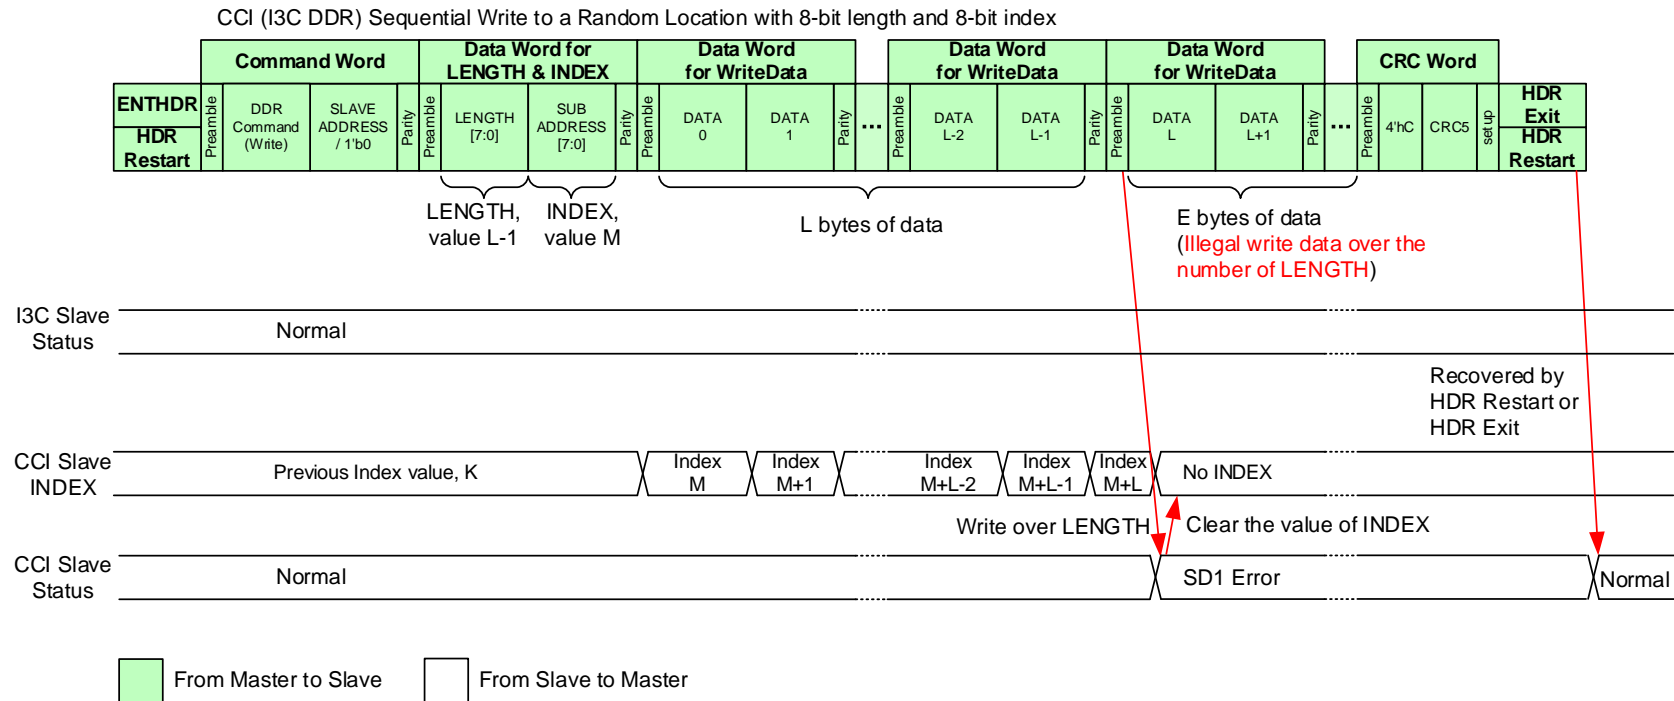 CCI (I3C DDR) Sequential Write to a Random Location with 8-bit length and 8-bit index
Command Word
Data Word for
LENGTH & INDEX
Data Word
for WriteData
Data Word
for WriteData
Data Word
for WriteData
CRC Word
ENTHDR
HDR
Restart
Preamble
DDR
Command
(Write)
SLAVE
ADDRESS
/ 1'b0
Parity
Preamble
LENGTH
[7:0]
SUB
ADDRESS
[7:0]
Parity
Preamble
DATA
0
DATA
1
Parity
...
Preamble
DATA
L-2
DATA
L-1
Parity
Preamble
DATA
L
DATA
L+1
Parity
...
Preamble
4'hC
CRC5
setup
HDR
Exit
HDR
Restart
LENGTH,
value L-1
INDEX,
value M
L bytes of data
E bytes of data
(Illegal write data over the
number of LENGTH)
I3C Slave
Status
Normal
Recovered by
HDR Restart or
HDR Exit
CCI Slave
INDEX
Previous Index value, K
Index
M
Index
M+1
Index
M+L-2
Index
M+L-1
Index
M+L
No INDEX
Write over LENGTH
Clear the value of INDEX
CCI Slave
Status
Normal
SD1 Error
Normal
From Master to Slave
From Slave to Master